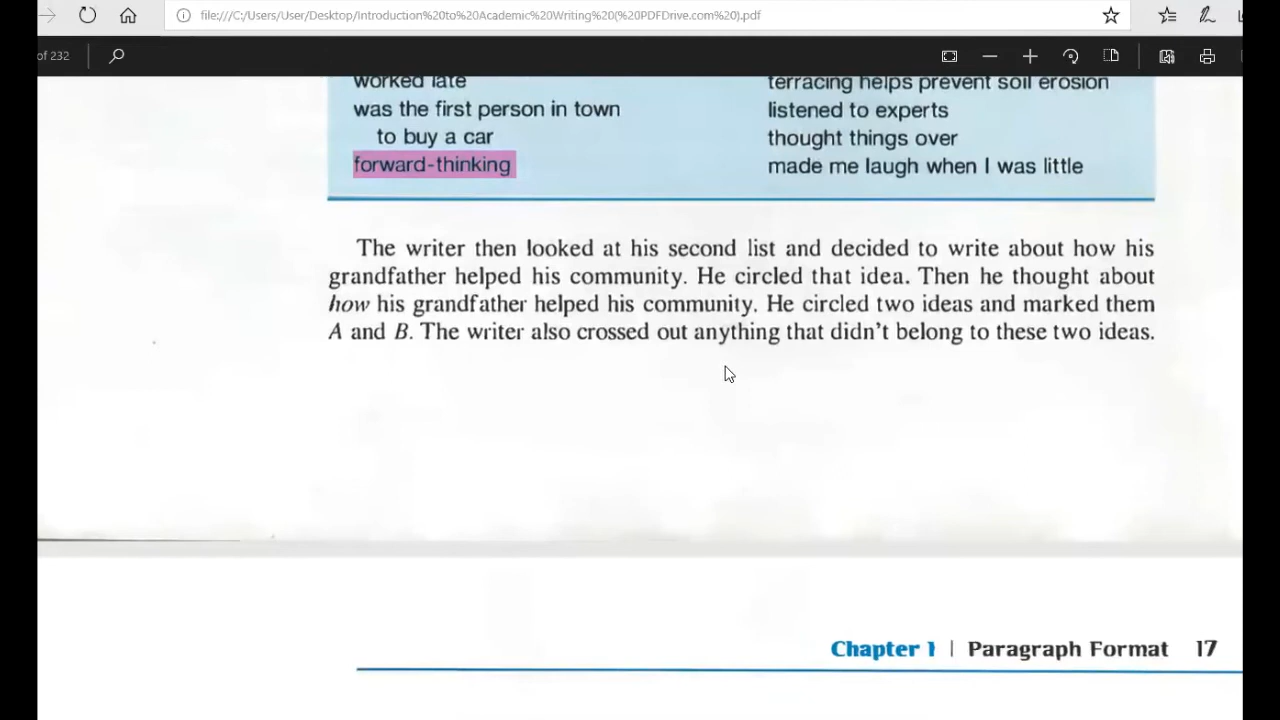 file:///C:/Users/User/Desktop/Introduction%20to%20Academic%20Writing%20(%20PDFDrive.com%20).pdf
of 232
worked late
was the first person in town
to buy a car
forward-thinking
terracing helps prevent soil erosion
listened to experts
thought things over
made me laugh when I was little
The writer then looked at his second list and decided to write about how his
grandfather helped his community. He circled that idea. Then he thought about
how his grandfather helped his community. He circled two ideas and marked them
A and B. The writer also crossed out anything that didn't belong to these two ideas.
Chapter 1 | Paragraph Format 17